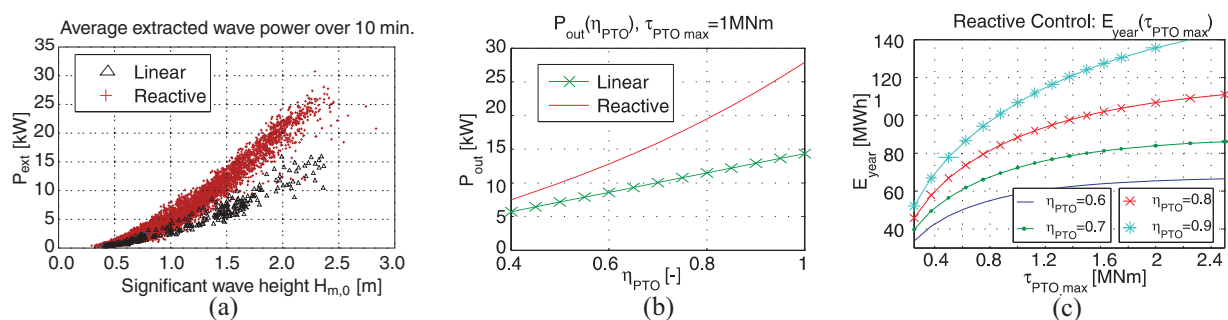 Average extracted wave power over 10 min.
35
30
25
20
15
10
5
0
P_ext [kW]
Linear
Reactive
0.0 0.5 1.0 1.5 2.0 2.5 3.0
Significant wave height H_m,0 [m]
(a)
P_out(η_PTO), τ_PTO max=1MNm
30
25
20
15
10
5
0
P_out [kW]
Linear
Reactive
0.4 0.6 0.8 1
η_PTO [-]
(b)
Reactive Control: E_year(τ_PTO max)
140
120
100
80
60
40
E_year [MWh]
η_PTO=0.6
η_PTO=0.7
η_PTO=0.8
η_PTO=0.9
0.4 0.8 1.2 1.6 2 2.4
τ_PTO,max [MNm]
(c)